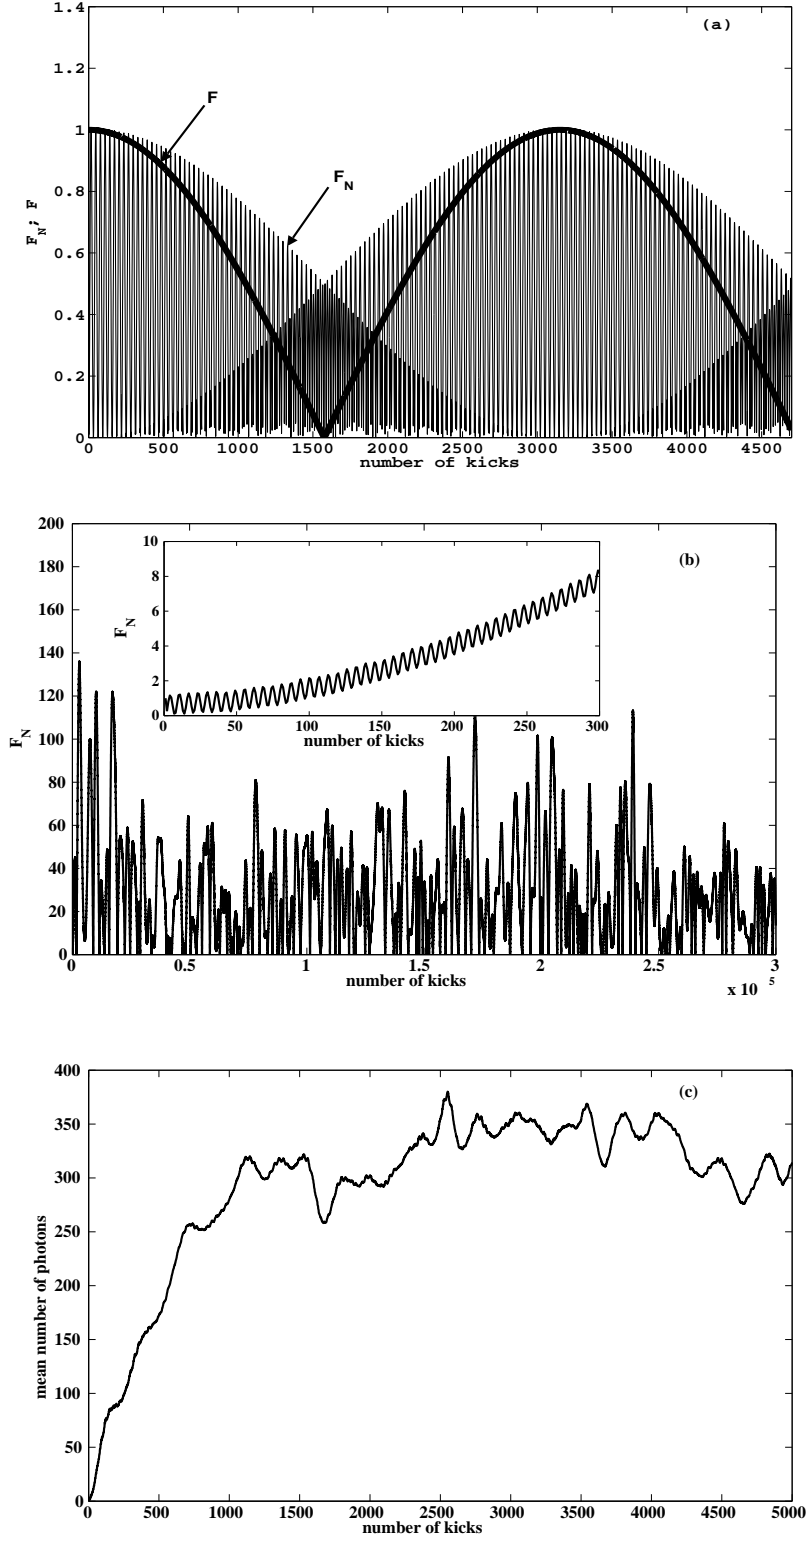 1.4
(a)
1.2
F
1
F_N
0.8
F_N; F
0.6
0.4
0.2
0
0 500 1000 1500 2000 2500 3000 3500 4000 4500
number of kicks
200
10
(b)
180
8
160
6
F_N
4
140
2
120
0
0 50 100 150 200 250 300
number of kicks
100
F_N
80
60
40
20
0
0 0.5 1 1.5 2 2.5 3
number of kicks
x 10 5
400
(c)
350
300
250
mean number of photons
200
150
100
50
0
0 500 1000 1500 2000 2500 3000 3500 4000 4500 5000
number of kicks